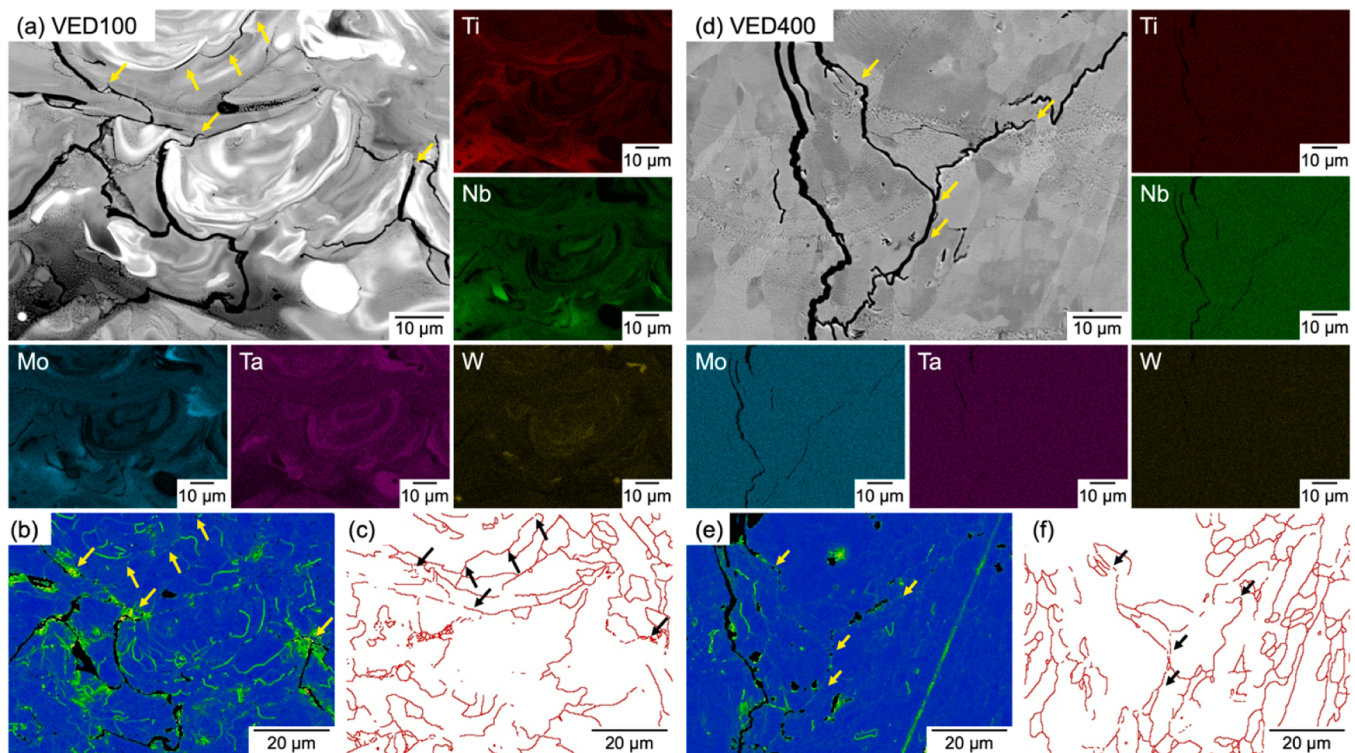 (a) VED100
10 µm
Ti
10 µm
Nb
10 µm
Mo
10 µm
Ta
10 µm
W
10 µm
(b)
20 µm
(c)
20 µm
(d) VED400
10 µm
Ti
10 µm
Nb
10 µm
Mo
10 µm
Ta
10 µm
W
10 µm
(e)
20 µm
(f)
20 µm